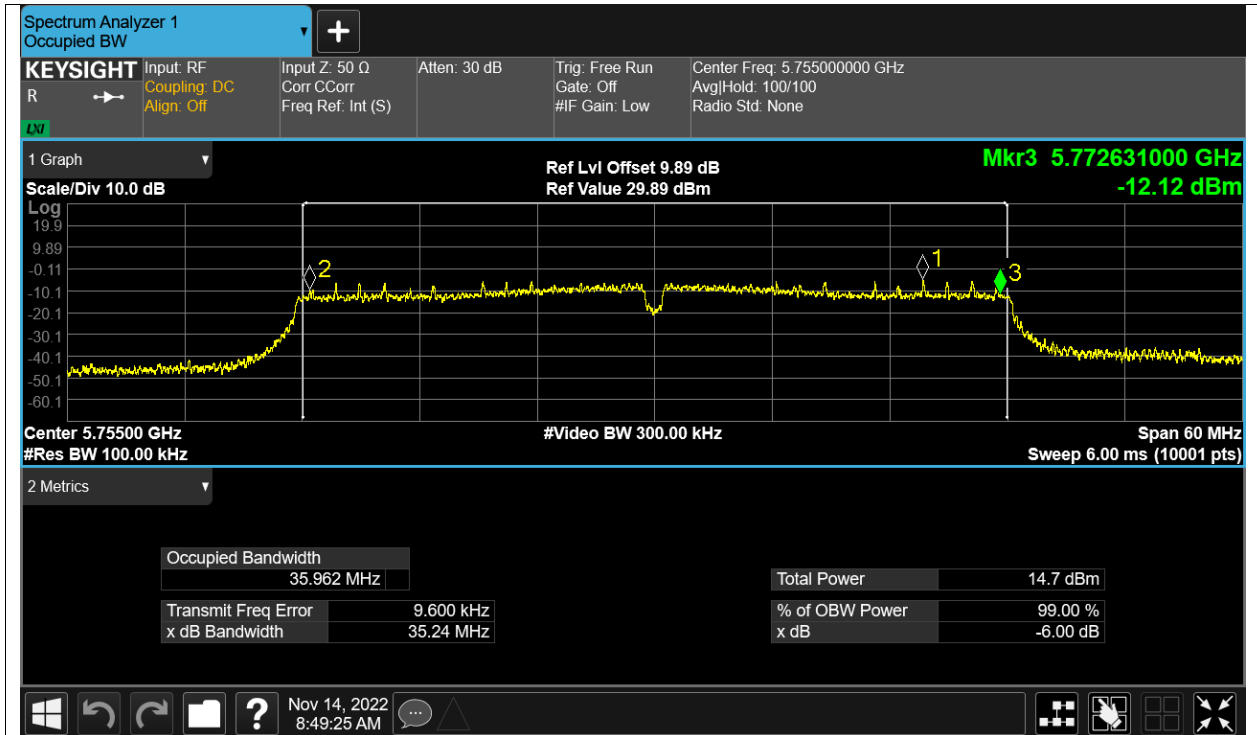 Spectrum Analyzer 1
Occupied BW
+
KEYSIGHT
R
LXI
Input: RF
Coupling: DC
Align: Off
Input Z: 50 Ω
Corr CCorr
Freq Ref: Int (S)
Atten: 30 dB
Trig: Free Run
Gate: Off
#IF Gain: Low
Center Freq: 5.755000000 GHz
Avg|Hold: 100/100
Radio Std: None
1 Graph
Scale/Div 10.0 dB
Ref Lvl Offset 9.89 dB
Ref Value 29.89 dBm
Mkr3 5.772631000 GHz
-12.12 dBm
Log
19.9
9.89
-0.11
-10.1
-20.1
-30.1
-40.1
-50.1
-60.1
2
1
3
Center 5.75500 GHz
#Res BW 100.00 kHz
#Video BW 300.00 kHz
Span 60 MHz
Sweep 6.00 ms (10001 pts)
2 Metrics
Occupied Bandwidth
35.962 MHz
Transmit Freq Error 9.600 kHz
x dB Bandwidth 35.24 MHz
Total Power 14.7 dBm
% of OBW Power 99.00 %
x dB -6.00 dB
?
Nov 14, 2022
8:49:25 AM